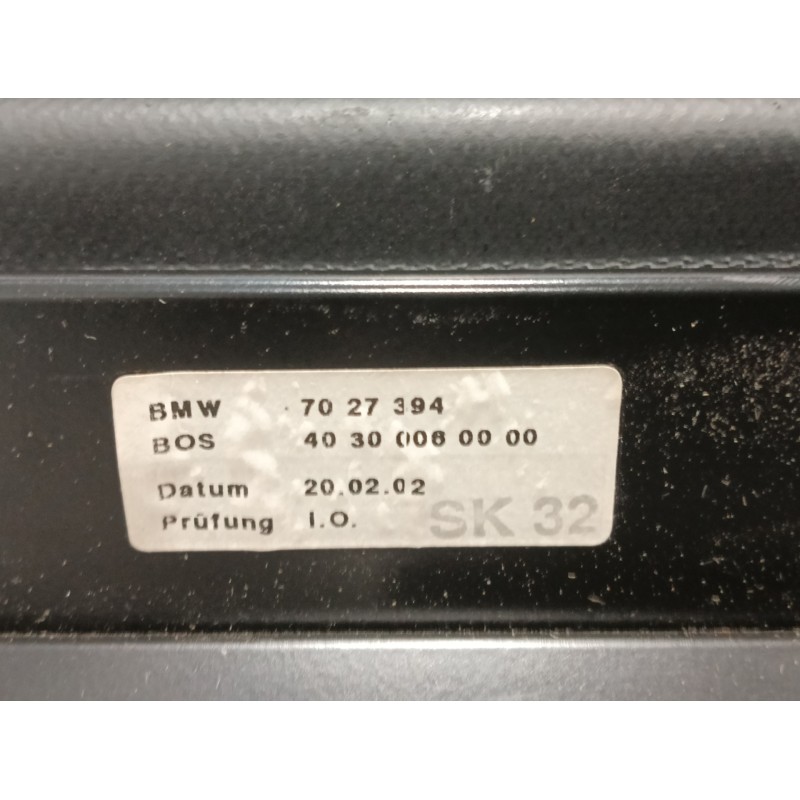 BMW 70 27 394
BOS 40 30 006 00 00
Datum 20.02.02
Prüfung I.O.
SK 32